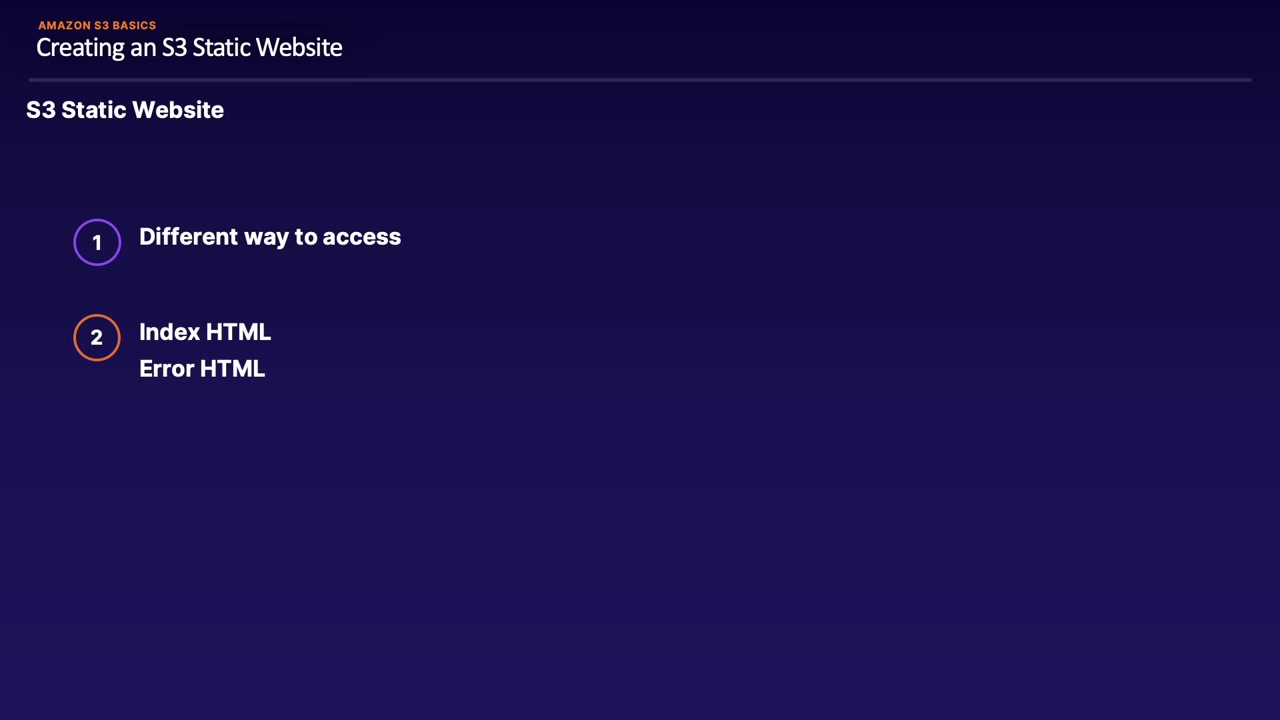 AMAZON S3 BASICS
Creating an S3 Static Website
S3 Static Website
1 Different way to access
2 Index HTML
Error HTML